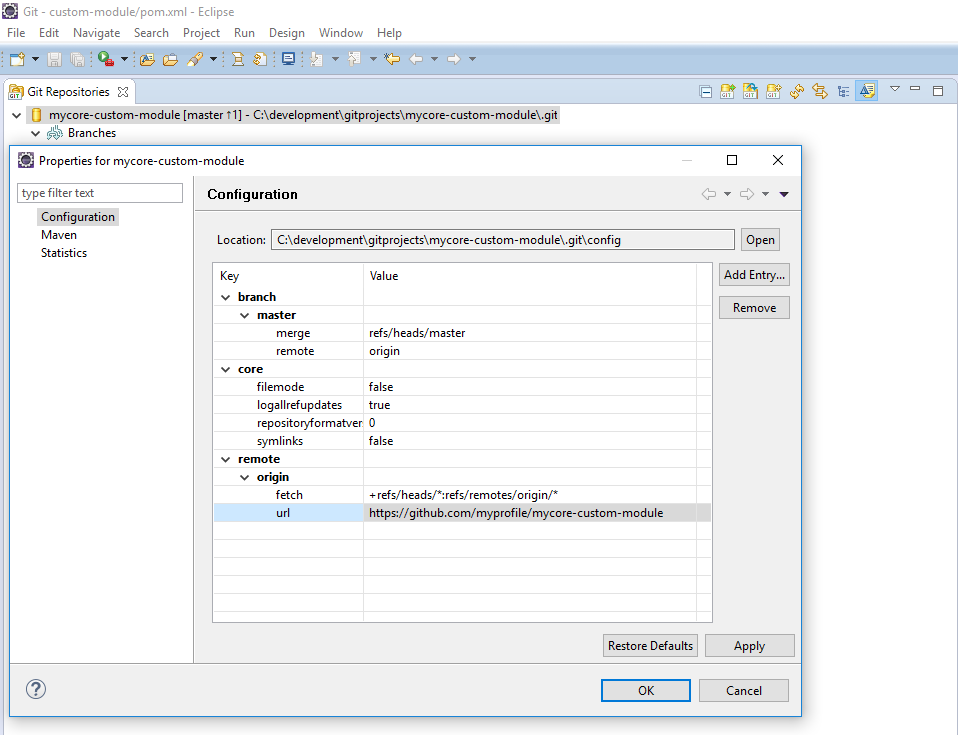 Git - custom-module/pom.xml - Eclipse
File Edit Navigate Search Project Run Design Window Help
Git Repositories
mycore-custom-module [master ↑1] - C:\development\gitprojects\mycore-custom-module\.git
Branches
Properties for mycore-custom-module
type filter text
Configuration
Maven
Statistics
Configuration
Location: C:\development\gitprojects\mycore-custom-module\.git\config Open
Key Value
branch
master
merge refs/heads/master
remote origin
core
filemode false
logallrefupdates true
repositoryformatver 0
symlinks false
remote
origin
fetch +refs/heads/*:refs/remotes/origin/*
url https://github.com/myprofile/mycore-custom-module
Add Entry...
Remove
Restore Defaults Apply
? OK Cancel